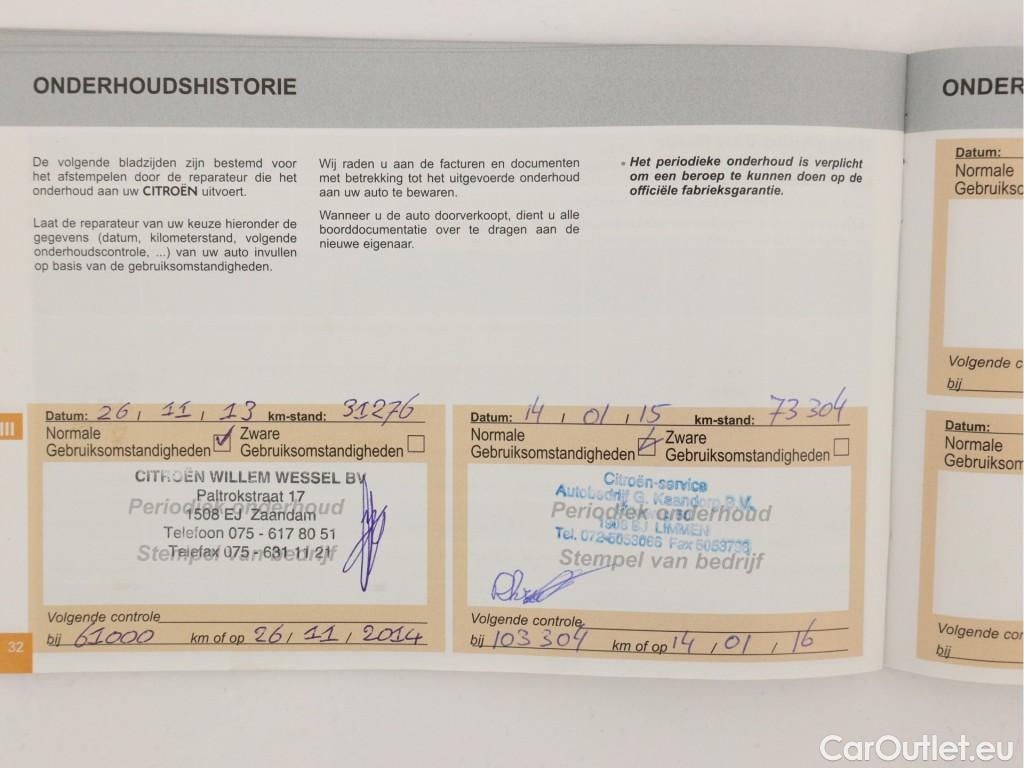 ONDERHOUDSHISTORIE
De volgende bladzijden zijn bestemd voor
het afstempelen door de reparateur die het
onderhoud aan uw CITROËN uitvoert.
Laat de reparateur van uw keuze hieronder de
gegevens (datum, kilometerstand, volgende
onderhoudscontrole, ...) van uw auto invullen
op basis van de gebruiksomstandigheden.
Wij raden u aan de facturen en documenten
met betrekking tot het uitgevoerde onderhoud
aan uw auto te bewaren.
Wanneer u de auto doorverkoopt, dient u alle
boorddocumentatie over te dragen aan de
nieuwe eigenaar.
• Het periodieke onderhoud is verplicht
om een beroep te kunnen doen op de
officiële fabrieksgarantie.
III
Datum: 26 / 11 / 13 km-stand: 31276
Normale Zware
Gebruiksomstandigheden Gebruiksomstandigheden
CITROËN WILLEM WESSEL BV
Paltrokstraat 17
Periodiek onderhoud
1508 EJ Zaandam
Telefoon 075 - 617 80 51
Telefax 075 - 631 11 21
Stempel van bedrijf
Volgende controle
bij 61000 km of op 26 / 11 / 2014
32
Datum: 14 / 01 / 15 km-stand: 73304
Normale Zware
Gebruiksomstandigheden Gebruiksomstandigheden
Citroën-service
Autobedrijf G. Kaandorp B.V.
Periodiek onderhoud
LIMMEN
Tel. 072-5053066 Fax
Stempel van bedrijf
Volgende controle
bij 103304 km of op 14 / 01 / 16
ONDER
Datum:
Normale
Gebruiks
Volgende c
bij
Datum:
Normale
Gebruiksom
Volgende con
bij
CarOutlet.eu